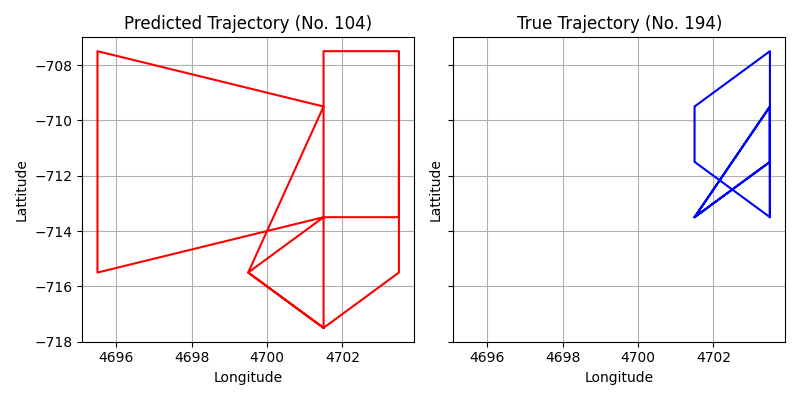 Predicted Trajectory (No. 104)
True Trajectory (No. 194)
Lattitude
−708
−710
−712
−714
−716
−718
4696
4698
4700
4702
Longitude
Lattitude
4696
4698
4700
4702
Longitude